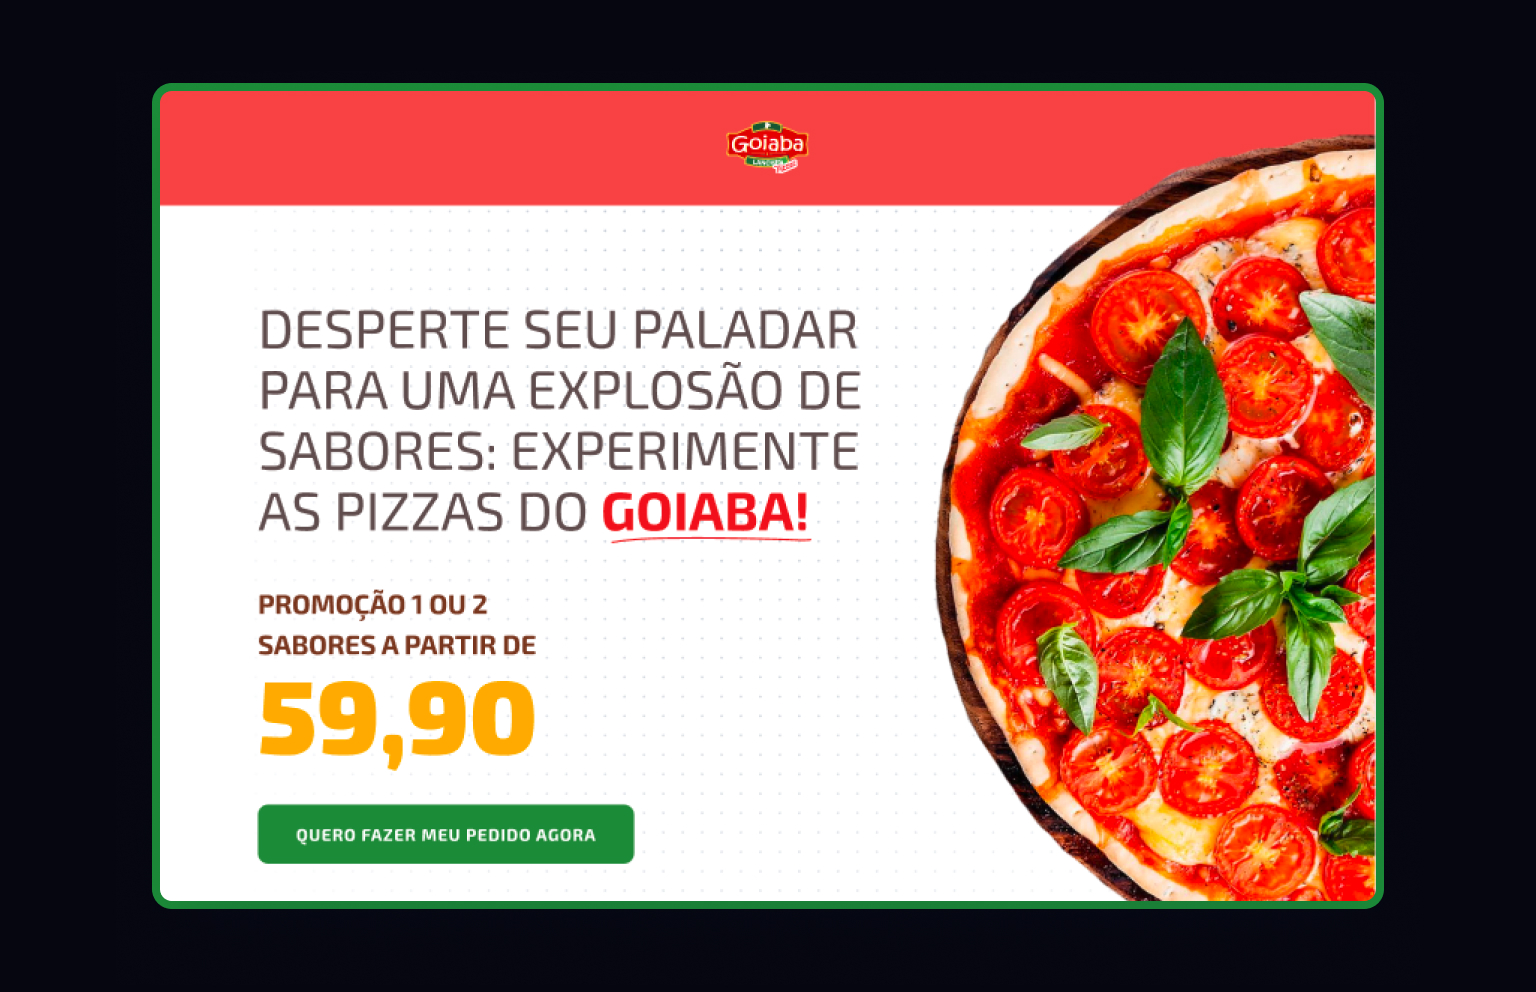 Goiaba
DESPERTE SEU PALADAR
PARA UMA EXPLOSÃO DE
SABORES: EXPERIMENTE
AS PIZZAS DO GOIABA!
PROMOÇÃO 1 OU 2
SABORES A PARTIR DE
59,90
QUERO FAZER MEU PEDIDO AGORA